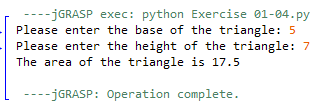 ----jGRASP exec: python Exercise 01-04.py
Please enter the base of the triangle: 5
Please enter the height of the triangle: 7
The area of the triangle is 17.5
----jGRASP: Operation complete.